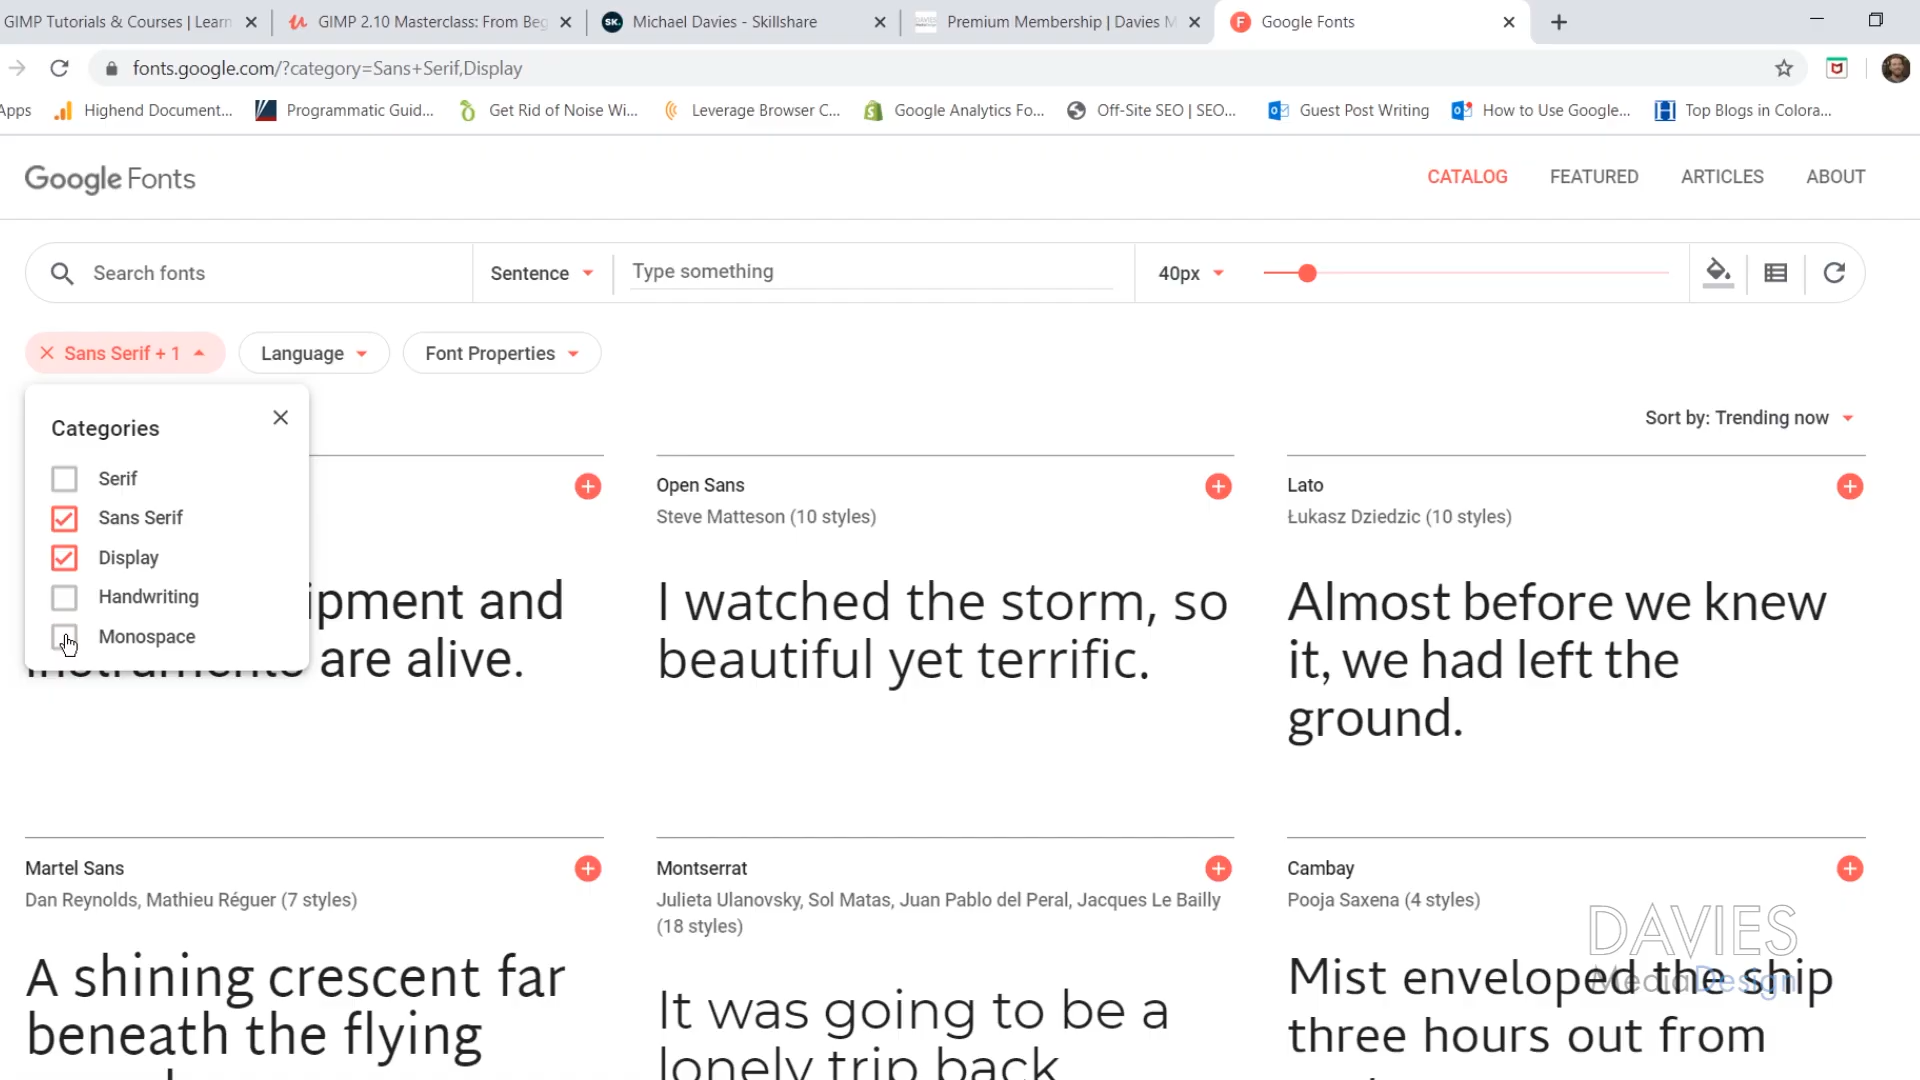 GIMP Tutorials & Courses | Learn
GIMP 2.10 Masterclass: From Beg
Michael Davies - Skillshare
Premium Membership | Davies M
Google Fonts
fonts.google.com/?category=Sans+Serif,Display
Apps
Highend Document...
Programmatic Guid...
Get Rid of Noise Wi...
Leverage Browser C...
Google Analytics Fo...
Off-Site SEO | SEO...
Guest Post Writing
How to Use Google...
Top Blogs in Colora...
Google Fonts
CATALOG
FEATURED
ARTICLES
ABOUT
Search fonts
Sentence
Type something
40px
Sans Serif + 1
Language
Font Properties
Categories
Serif
Sans Serif
Display
Handwriting
Monospace
Sort by: Trending now
ipment and
instruments are alive.
Open Sans
Steve Matteson (10 styles)
I watched the storm, so
beautiful yet terrific.
Lato
Łukasz Dziedzic (10 styles)
Almost before we knew
it, we had left the
ground.
Martel Sans
Dan Reynolds, Mathieu Réguer (7 styles)
A shining crescent far
beneath the flying
Montserrat
Julieta Ulanovsky, Sol Matas, Juan Pablo del Peral, Jacques Le Bailly
(18 styles)
It was going to be a
lonely trip back
Cambay
Pooja Saxena (4 styles)
Mist enveloped the ship
three hours out from
DAVIES
MediaDesign